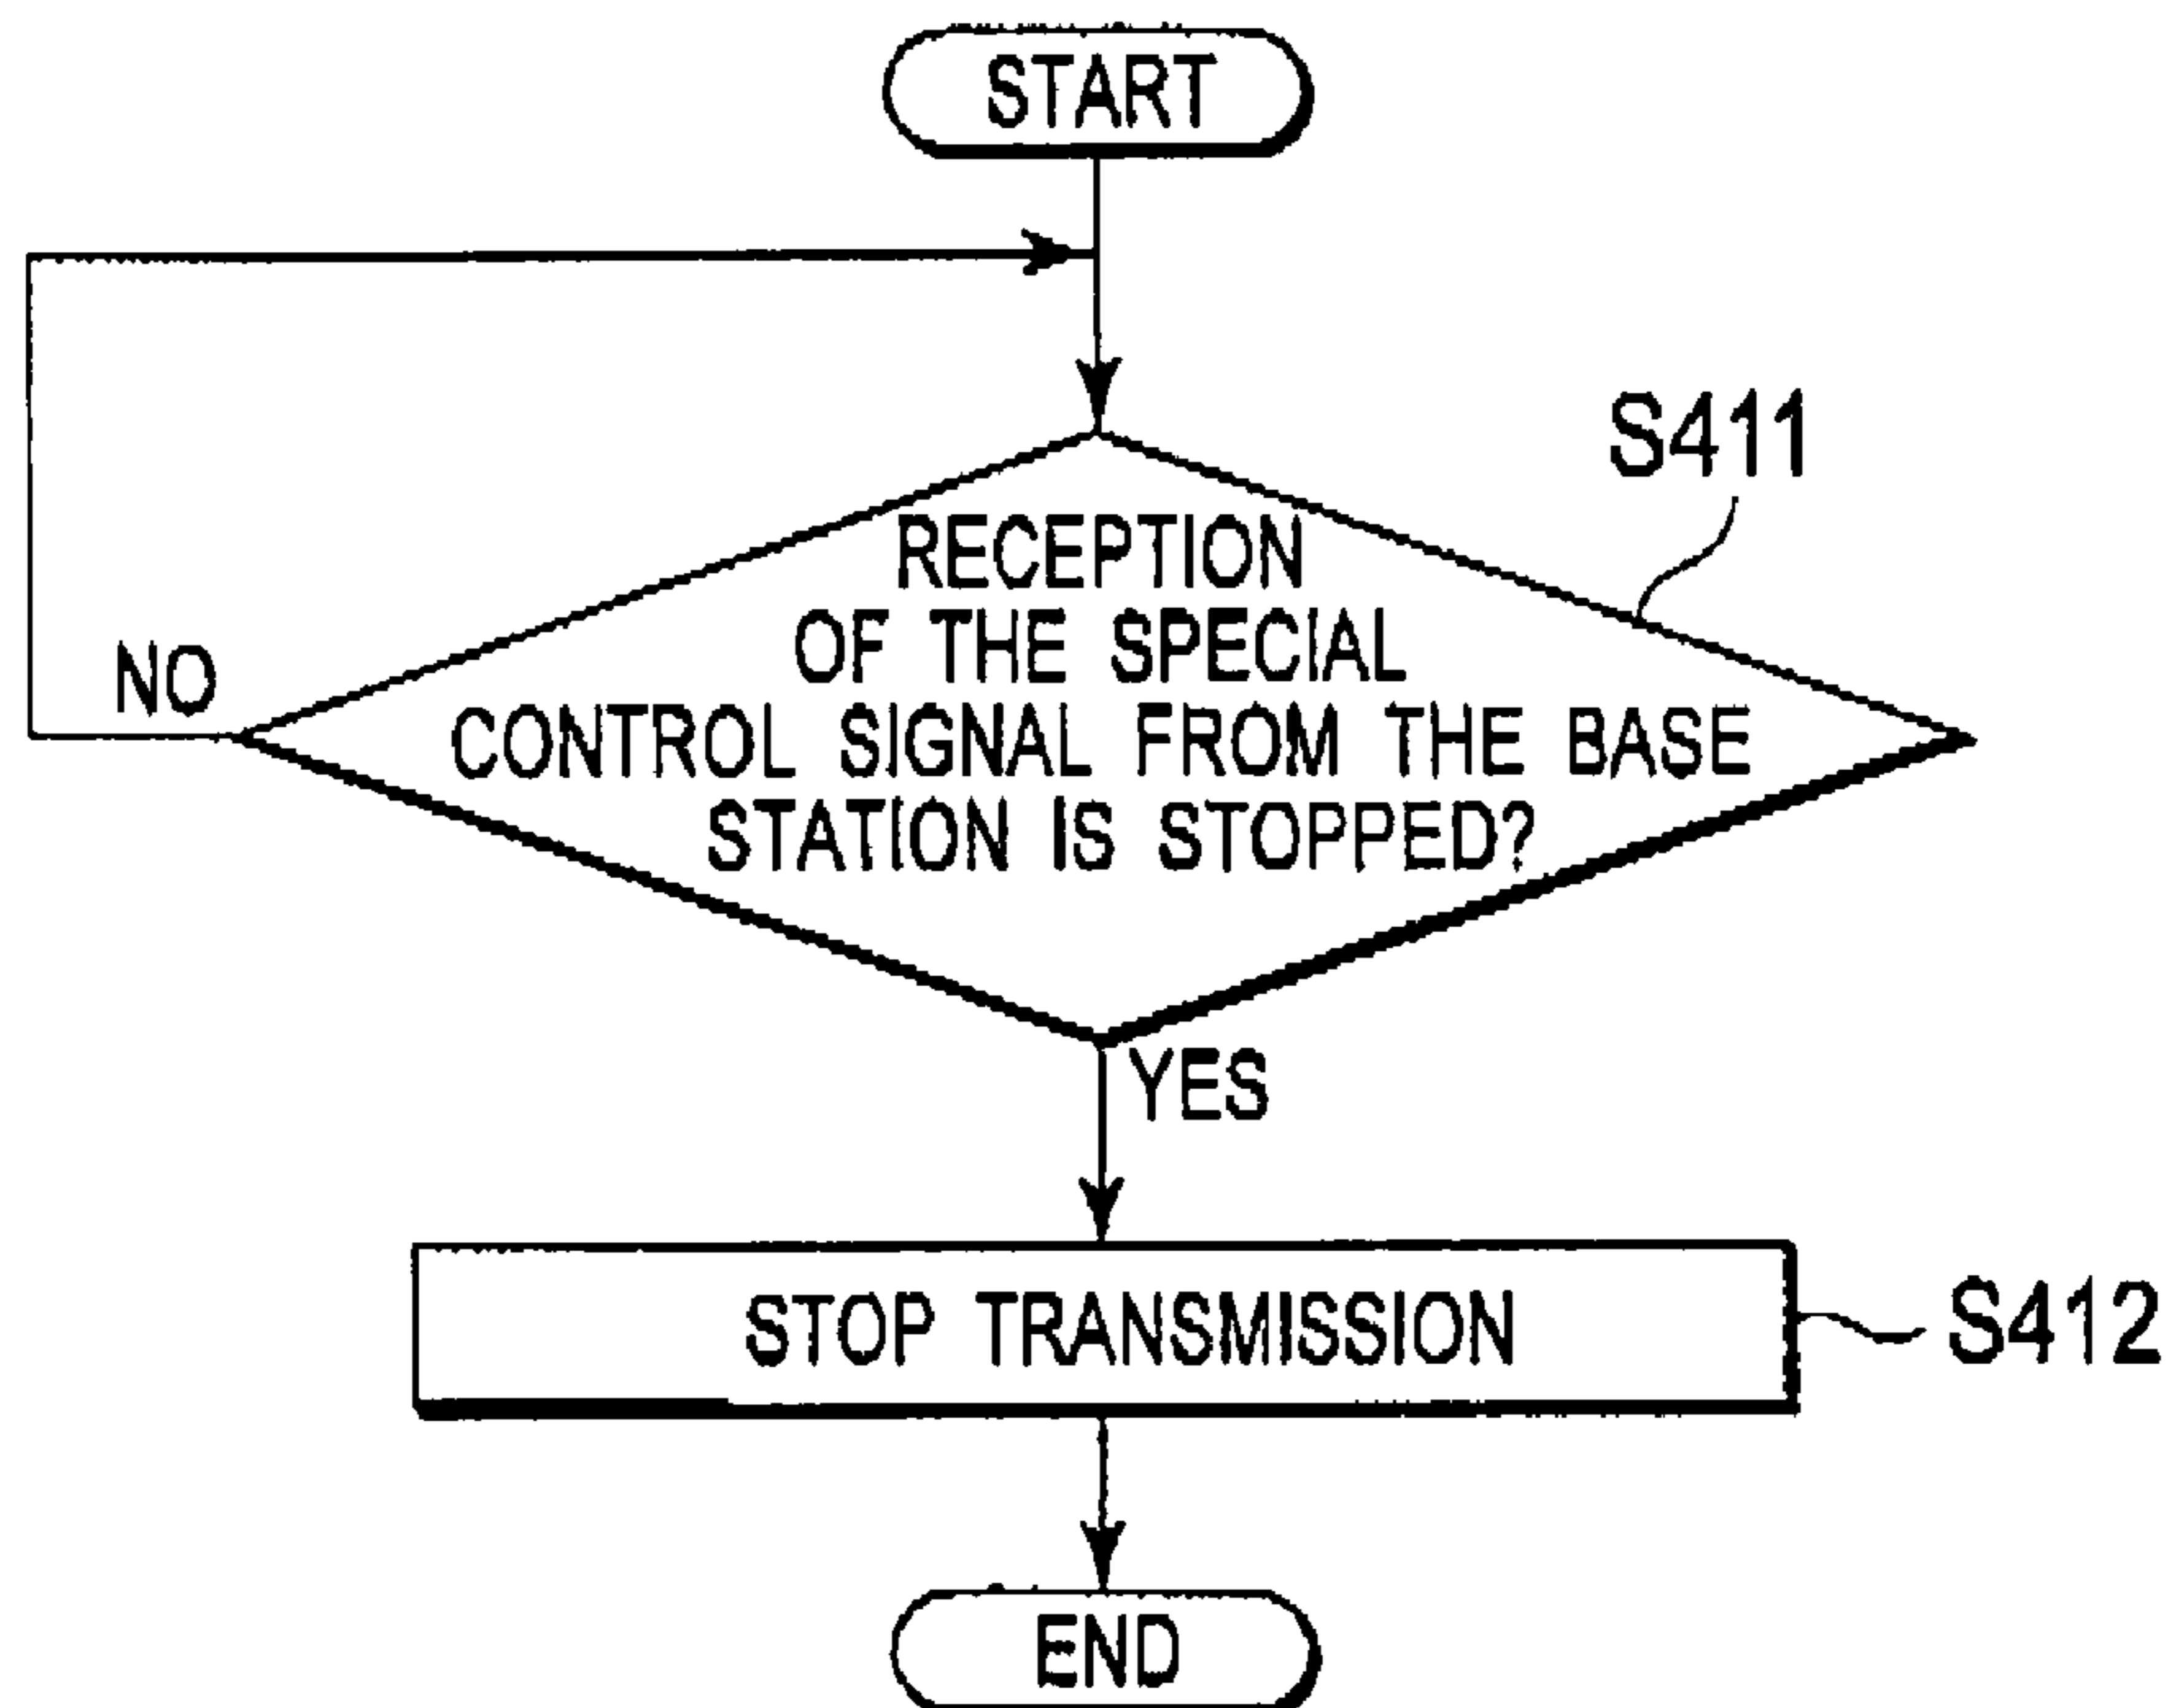 START
S411
RECEPTION
OF THE SPECIAL
CONTROL SIGNAL FROM THE BASE
STATION IS STOPPED?
NO
YES
STOP TRANSMISSION
S412
END